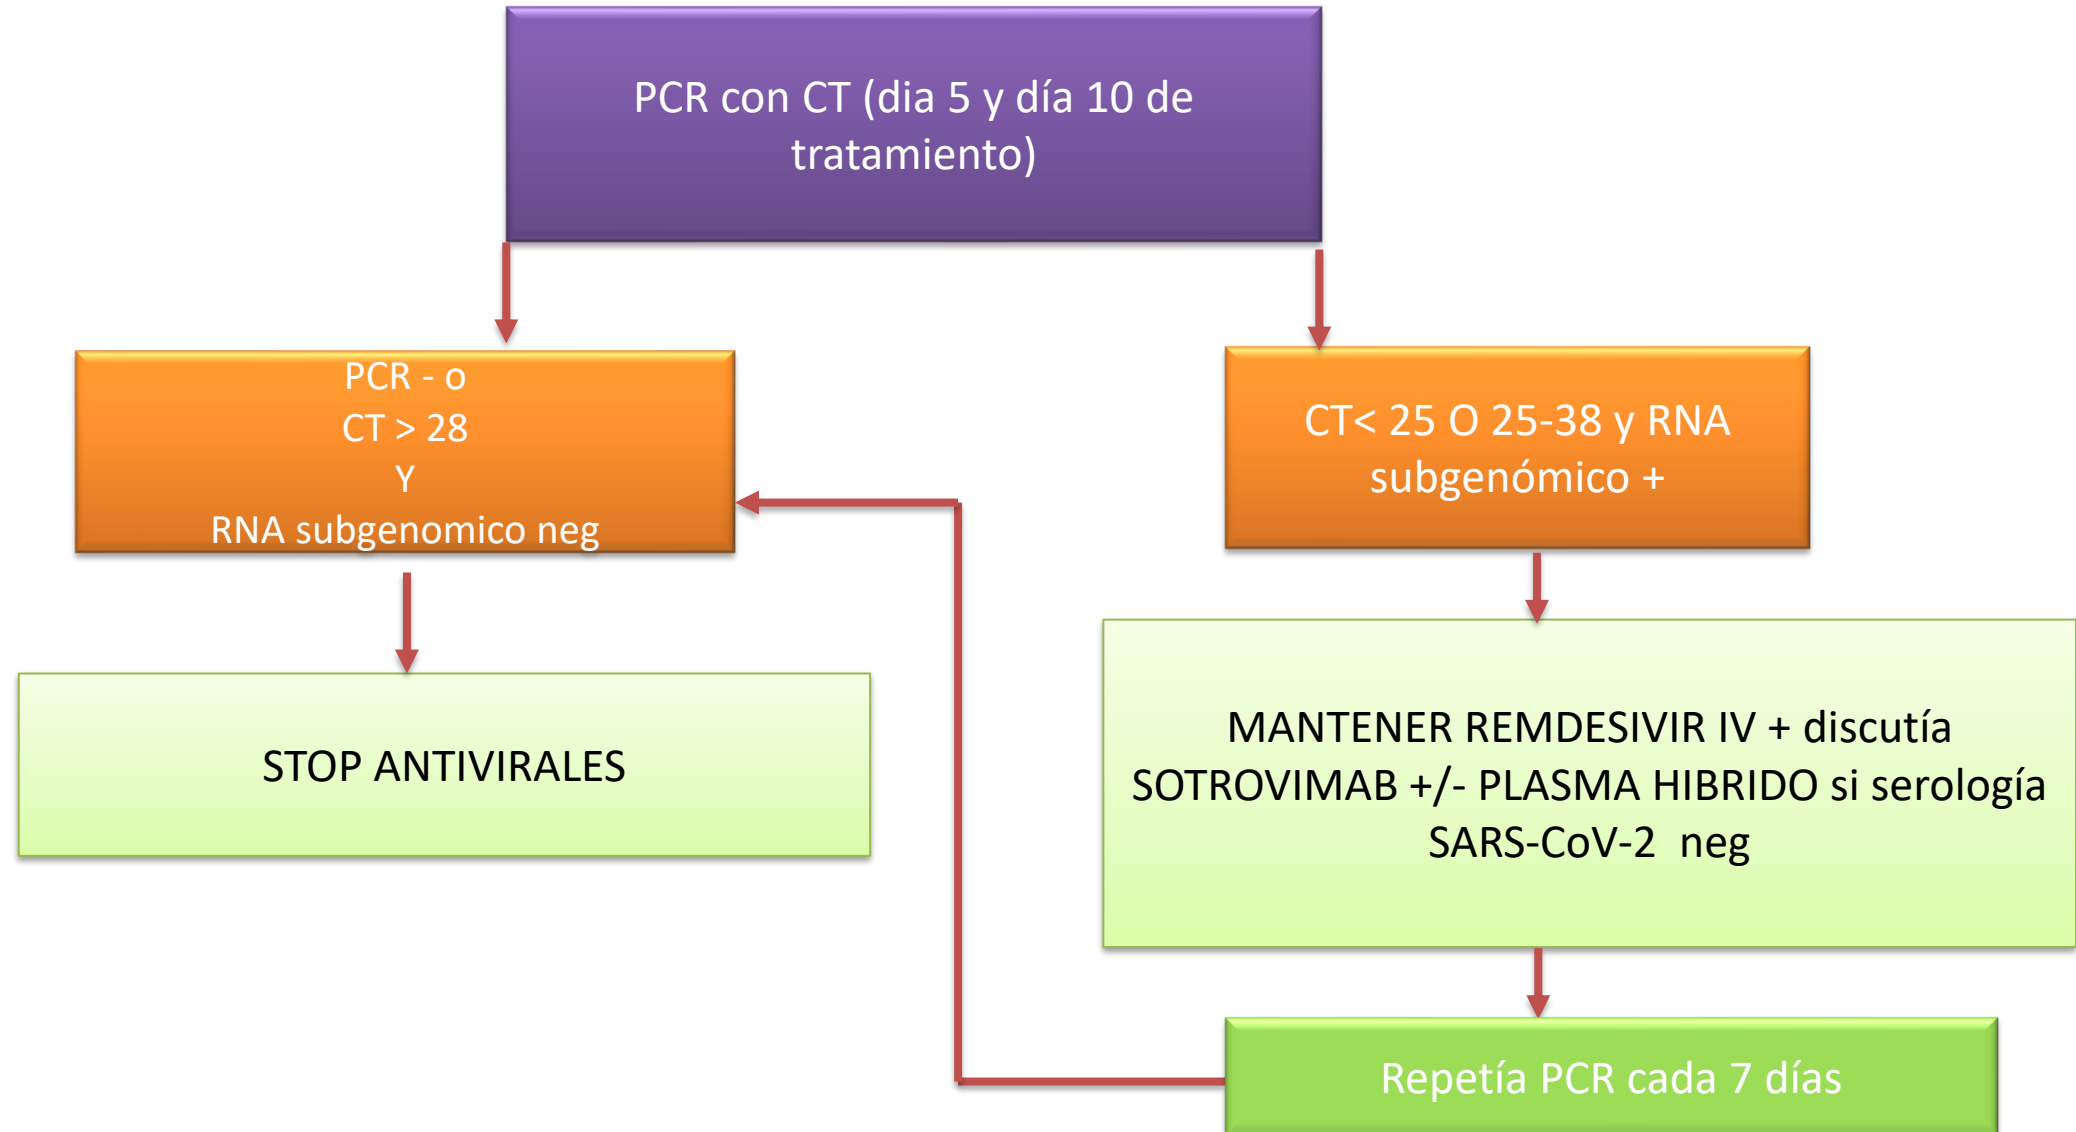 PCR con CT (dia 5 y día 10 de
tratamiento)
PCR - o
CT > 28
Y
RNA subgenomico neg
CT< 25 O 25-38 y RNA
subgenómico +
STOP ANTIVIRALES
MANTENER REMDESIVIR IV + discutía
SOTROVIMAB +/- PLASMA HIBRIDO si serología
SARS-CoV-2 neg
Repetía PCR cada 7 días